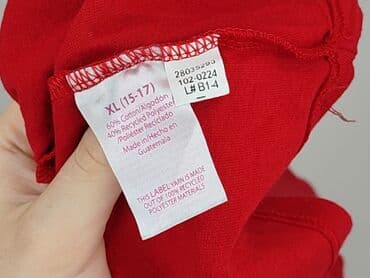 XL (15-17)
60% Cotton/Algodón
40% Recycled Polyester
/Poliéster Reciclado
Made in/Hecho en
Guatemala
THIS LABEL YARN IS MADE
OUT OF 100% RECYCLED
POLYESTER MATERIALS
28035293
102-0224
L# B1-4